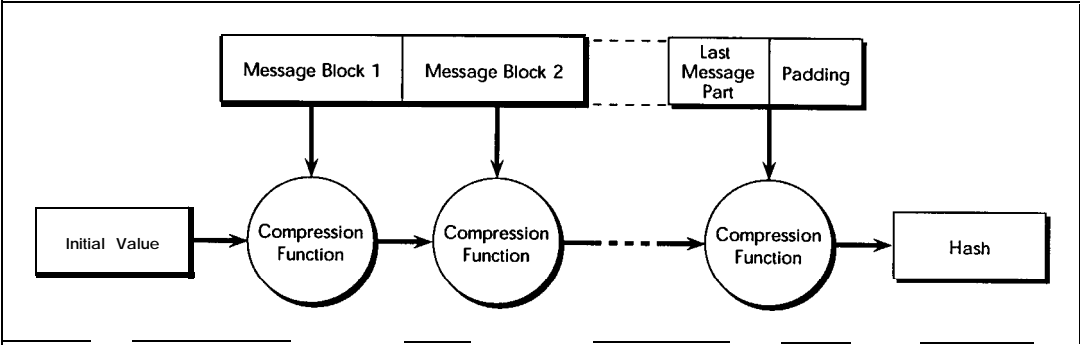 Message Block 1
Message Block 2
Last
Message
Part
Padding
Initial Value
Compression
Function
Compression
Function
Compression
Function
Hash